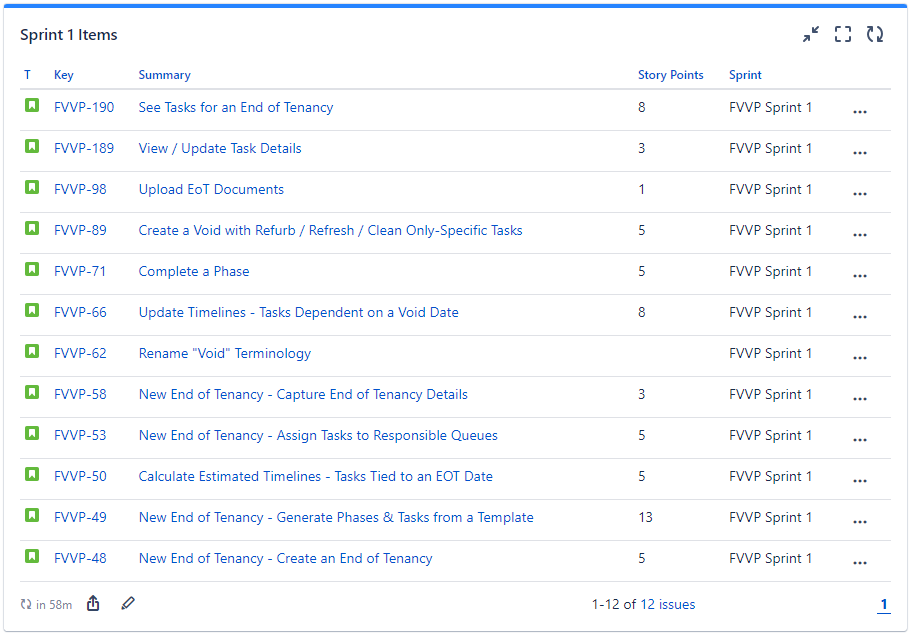 Sprint 1 Items
T Key Summary Story Points Sprint
FVVP-190 See Tasks for an End of Tenancy 8 FVVP Sprint 1 ...
FVVP-189 View / Update Task Details 3 FVVP Sprint 1 ...
FVVP-98 Upload EoT Documents 1 FVVP Sprint 1 ...
FVVP-89 Create a Void with Refurb / Refresh / Clean Only-Specific Tasks 5 FVVP Sprint 1 ...
FVVP-71 Complete a Phase 5 FVVP Sprint 1 ...
FVVP-66 Update Timelines - Tasks Dependent on a Void Date 8 FVVP Sprint 1 ...
FVVP-62 Rename "Void" Terminology FVVP Sprint 1 ...
FVVP-58 New End of Tenancy - Capture End of Tenancy Details 3 FVVP Sprint 1 ...
FVVP-53 New End of Tenancy - Assign Tasks to Responsible Queues 5 FVVP Sprint 1 ...
FVVP-50 Calculate Estimated Timelines - Tasks Tied to an EOT Date 5 FVVP Sprint 1 ...
FVVP-49 New End of Tenancy - Generate Phases & Tasks from a Template 13 FVVP Sprint 1 ...
FVVP-48 New End of Tenancy - Create an End of Tenancy 5 FVVP Sprint 1 ...
in 58m 1-12 of 12 issues 1